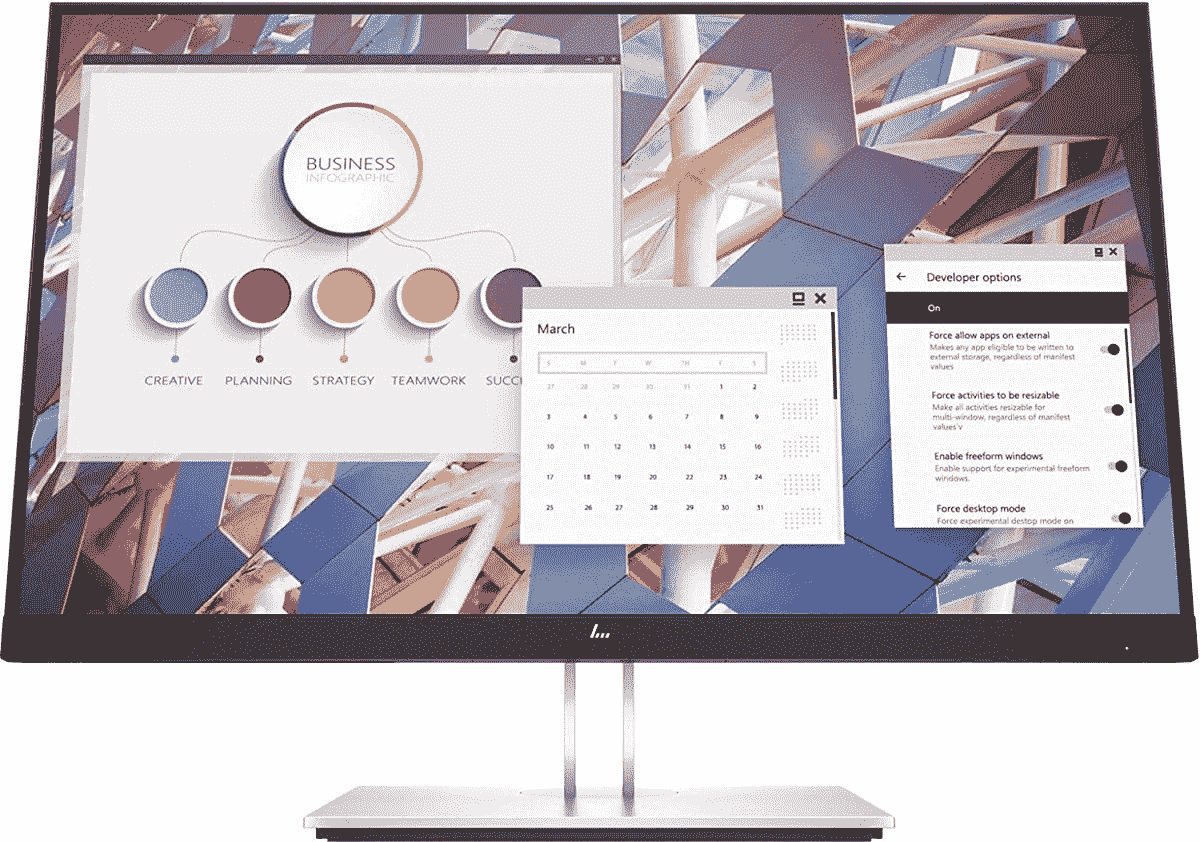 BUSINESS
INFOGRAPHIC
CREATIVE PLANNING STRATEGY TEAMWORK SUCC
March
S M T W TH F S
27 28 29 30 31 1 2
3 4 5 6 7 8 9
10 11 12 13 14 15 16
17 18 19 20 22 23 24
25 26 27 28 29 30 31
Developer options
On
Force allow apps on external
Makes any app eligible to be written to
external storage, regardless of manifest
values
Force activities to be resizable
Make all activities resizable for
multi-window, regardless of manifest
values'v
Enable freeform windows
Enable support for experimental freeform
windows.
Force desktop mode
Force experimental destop mode on
hp